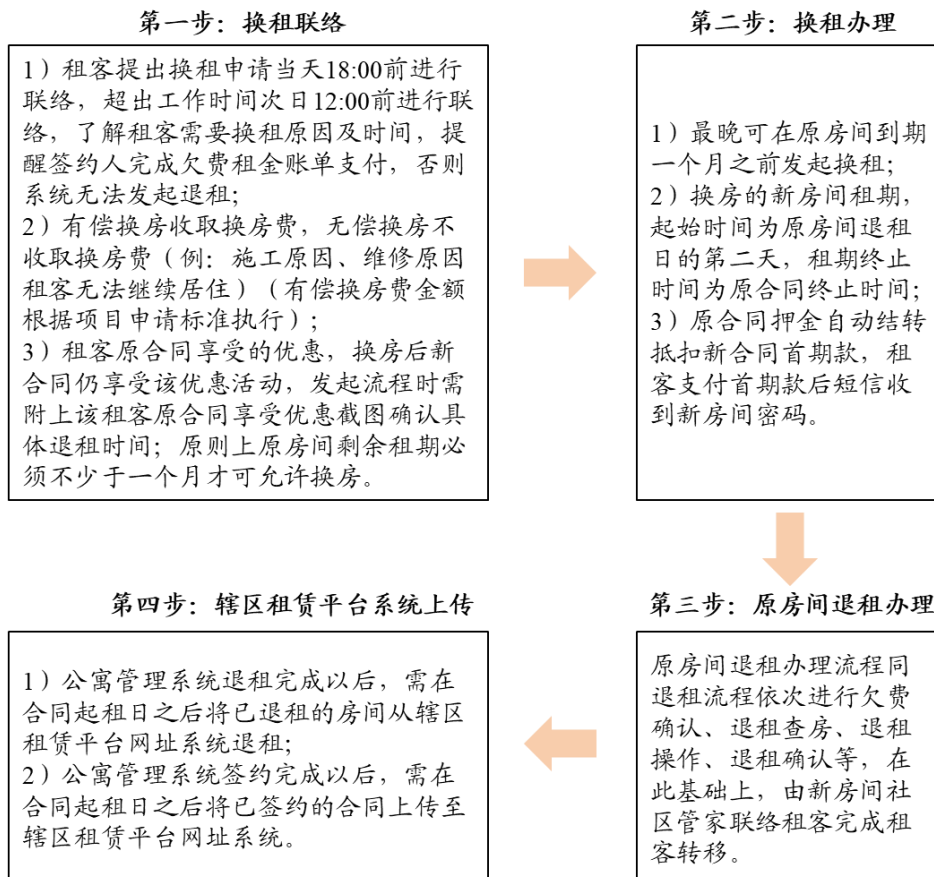 第一步：换租联络
1）租客提出换租申请当天18:00前进行
联络，超出工作时间次日12:00前进行联
络，了解租客需要换租原因及时间，提
醒签约人完成欠费租金账单支付，否则
系统无法发起退租；
2）有偿换房收取换房费，无偿换房不
收取换房费（例：施工原因、维修原因
租客无法继续居住）（有偿换房费金额
根据项目申请标准执行）；
3）租客原合同享受的优惠，换房后新
合同仍享受该优惠活动，发起流程时需
附上该租客原合同享受优惠截图确认具
体退租时间；原则上原房间剩余租期必
须不少于一个月才可允许换房。
第二步：换租办理
1）最晚可在原房间到期
一个月之前发起换租；
2）换房的新房间租期，
起始时间为原房间退租
日的第二天，租期终止
时间为原合同终止时间；
3）原合同押金自动结转
抵扣新合同首期款，租
客支付首期款后短信收
到新房间密码。
第三步：原房间退租办理
原房间退租办理流程同
退租流程依次进行欠费
确认、退租查房、退租
操作、退租确认等，在
此基础上，由新房间社
区管家联络租客完成租
客转移。
第四步：辖区租赁平台系统上传
1）公寓管理系统退租完成以后，需在
合同起租日之后将已退租的房间从辖区
租赁平台网址系统退租；
2）公寓管理系统签约完成以后，需在
合同起租日之后将已签约的合同上传至
辖区租赁平台网址系统。